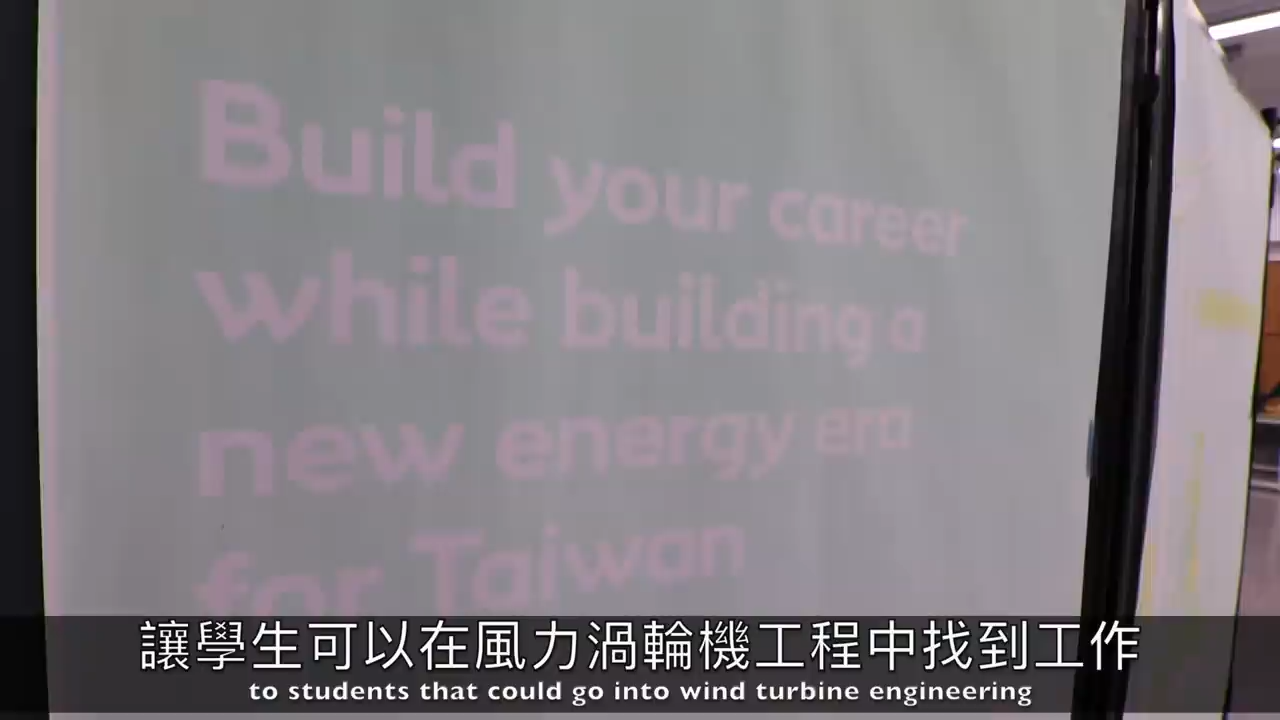 Build your career
while building a
new energy era
for Taiwan
讓學生可以在風力渦輪機工程中找到工作
to students that could go into wind turbine engineering